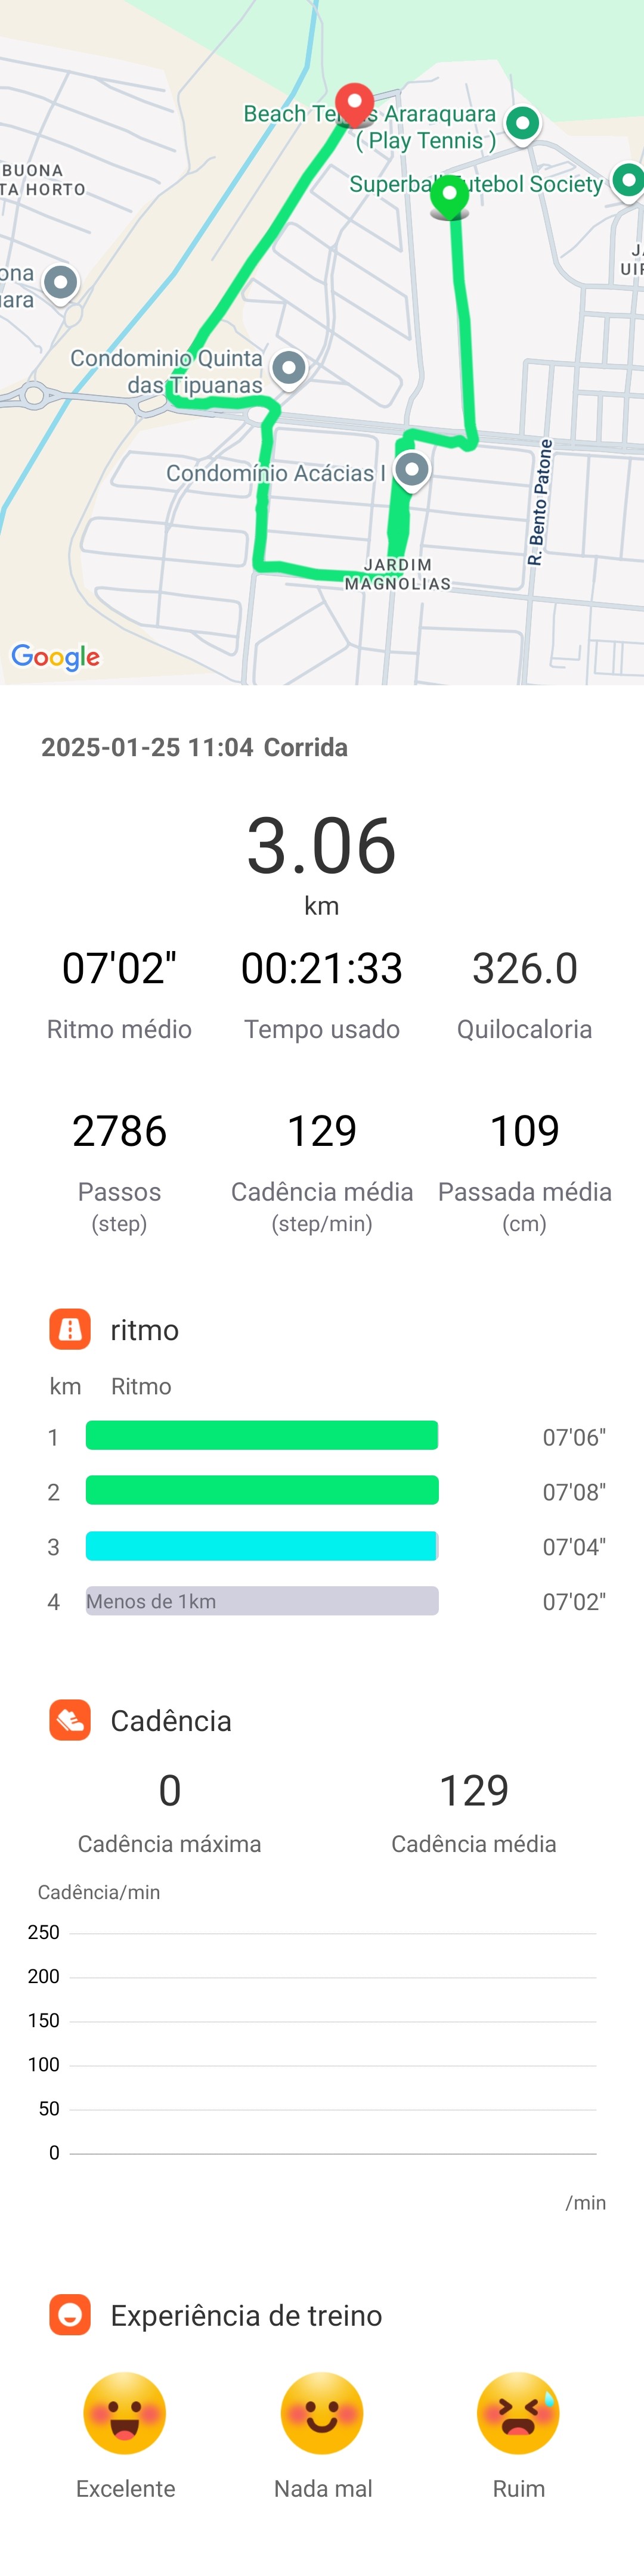 Beach Te s Araraquara
( Play Tennis )
BUONA
TA HORTO
Superbal utebol Society
JA
UIR
ona
uara
Condominio Quinta
das Tipuanas
Condomínio Acácias I
R. Bento Patone
JARDIM
MAGNOLIAS
Google
2025-01-25 11:04 Corrida
3.06
km
07'02" 00:21:33 326.0
Ritmo médio Tempo usado Quilocaloria
2786 129 109
Passos Cadência média Passada média
(step) (step/min) (cm)
ritmo
km Ritmo
1 07'06"
2 07'08"
3 07'04"
4 Menos de 1km 07'02"
Cadência
0 129
Cadência máxima Cadência média
Cadência/min
250
200
150
100
50
0
/min
Experiência de treino
Excelente Nada mal Ruim